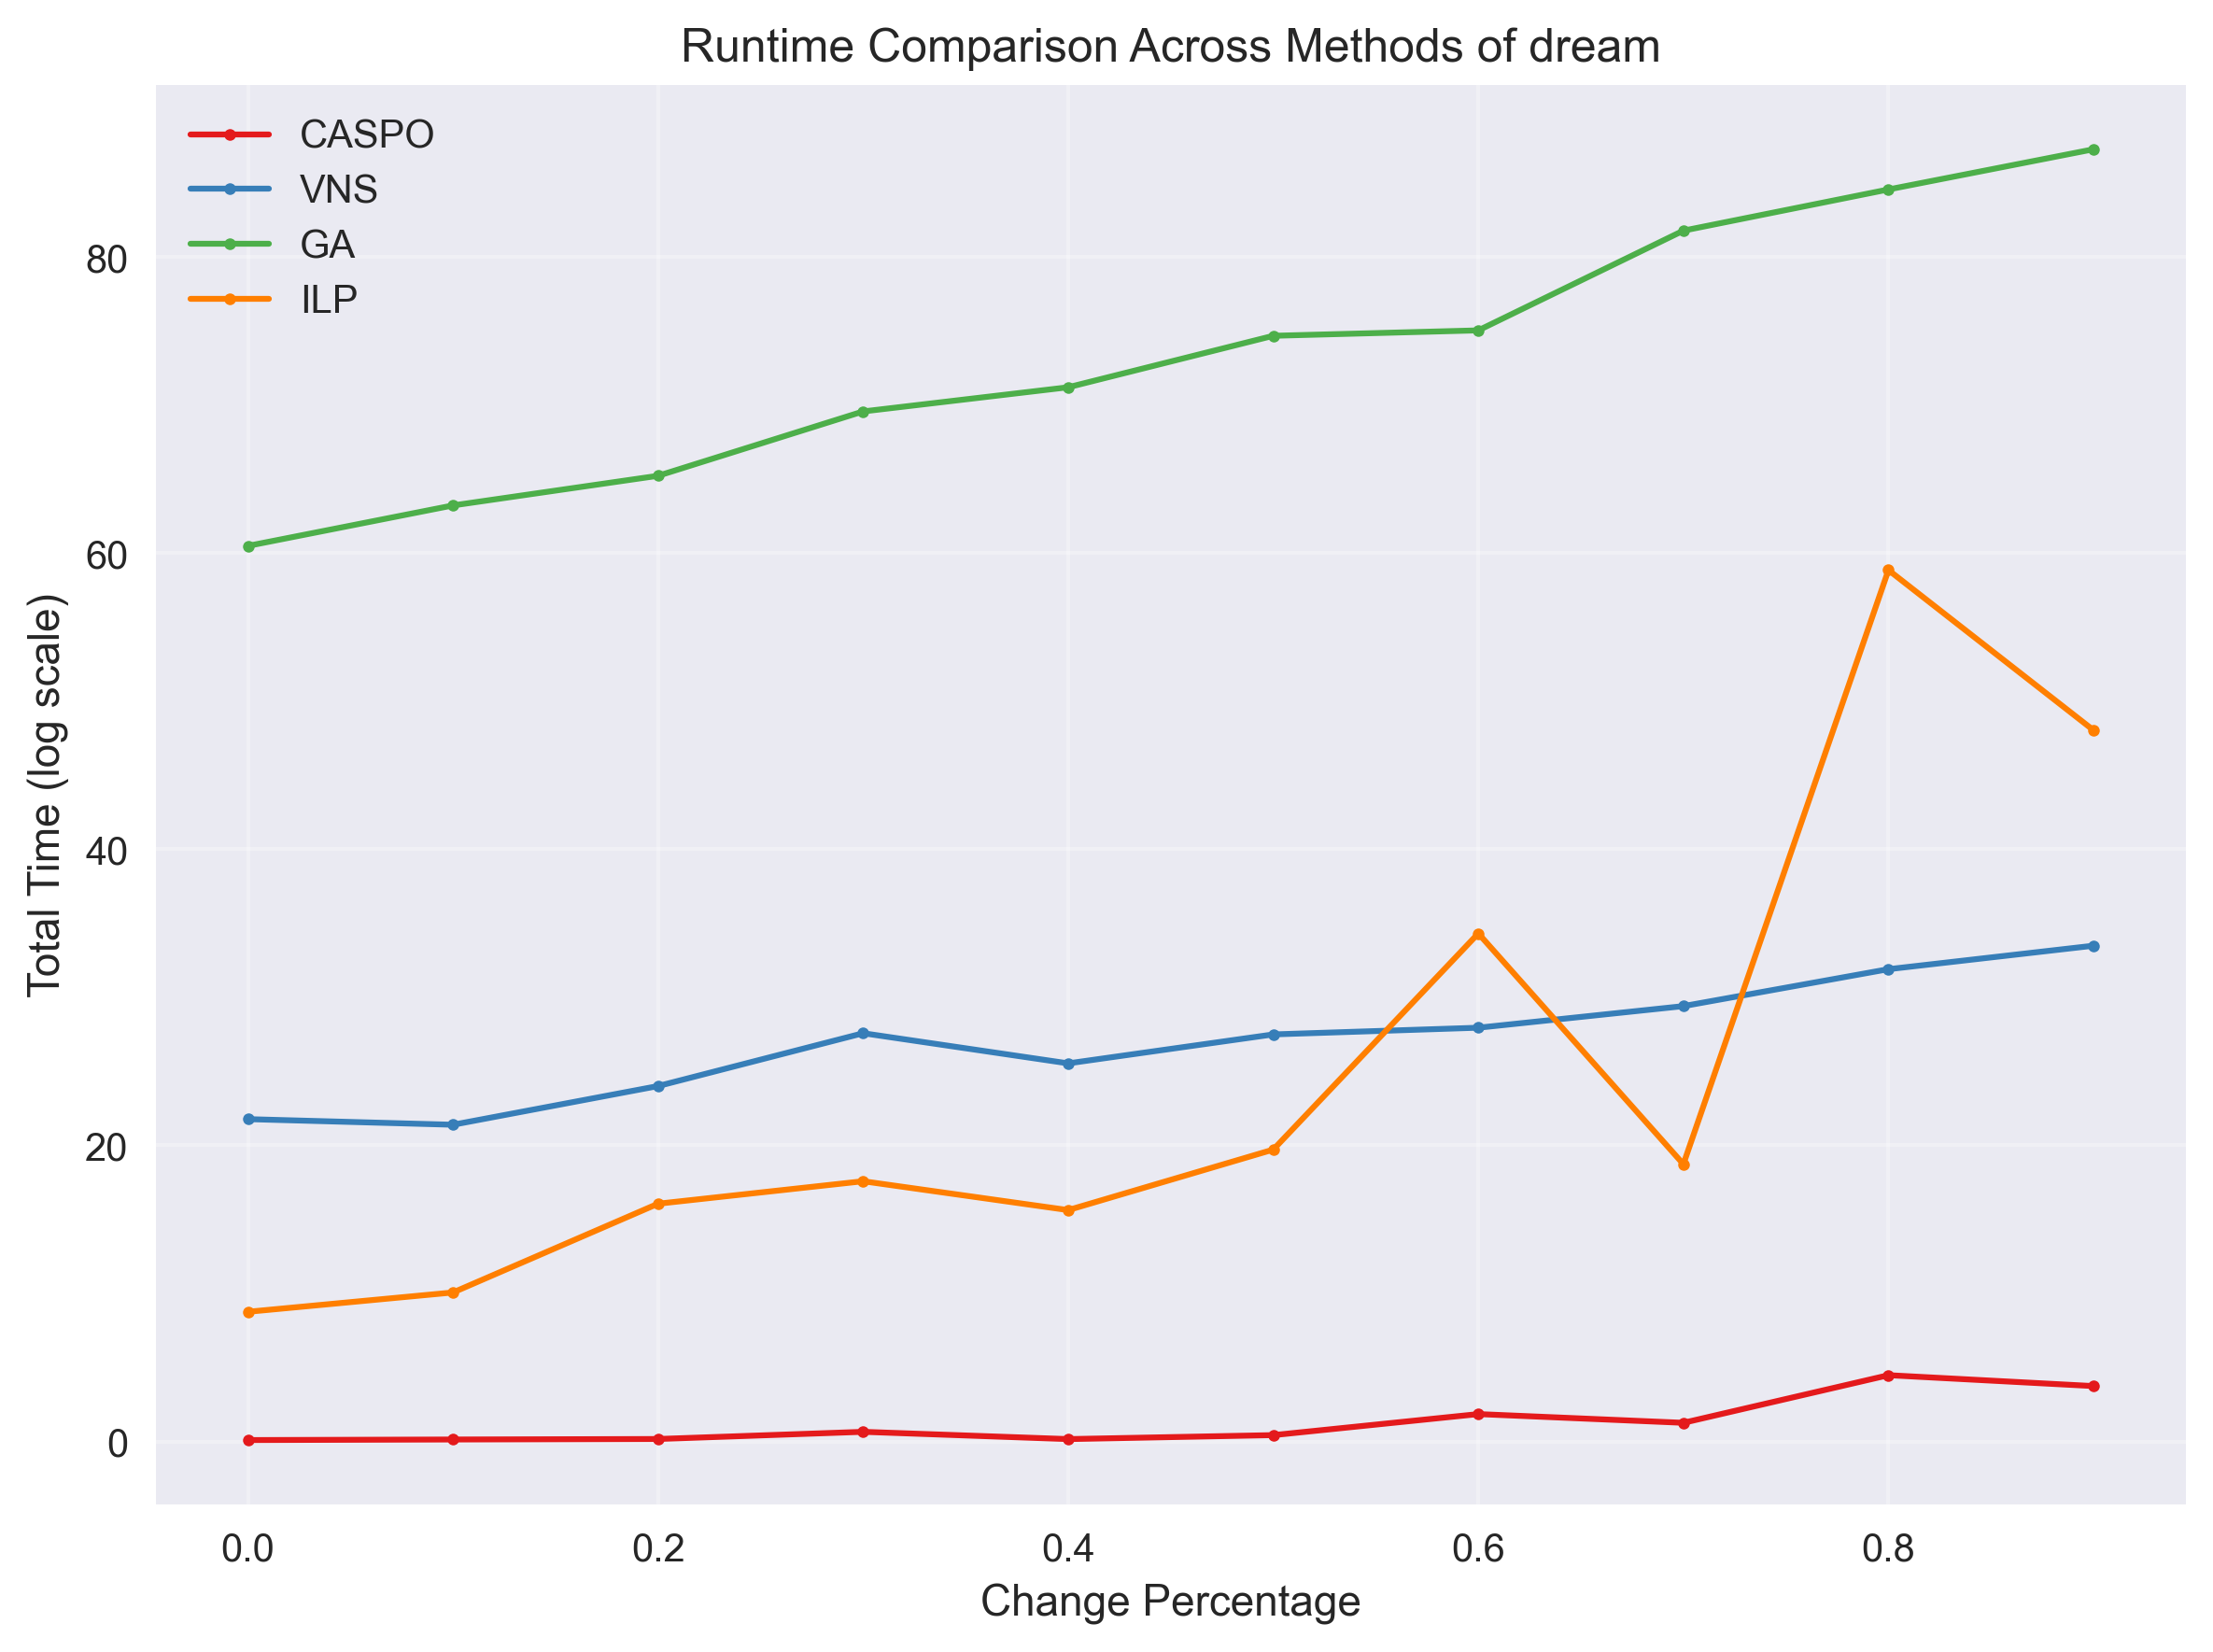 Runtime Comparison Across Methods of dream
CASPO
VNS
GA
ILP
80
60
40
20
0
Total Time (log scale)
0.0 0.2 0.4 0.6 0.8
Change Percentage